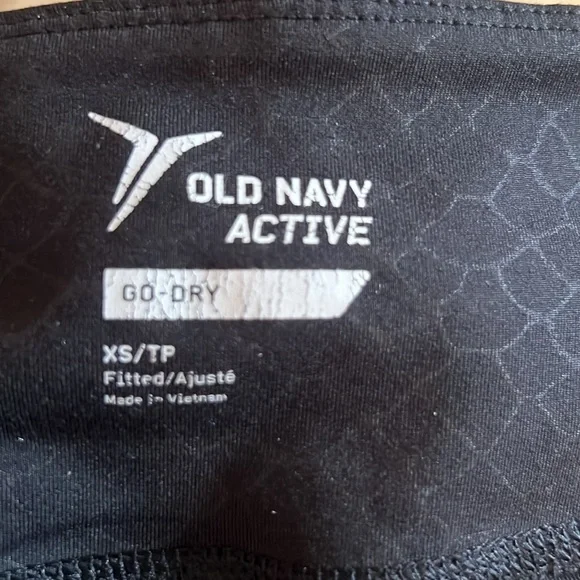 OLD NAVY
ACTIVE
GO-DRY
XS/TP
Fitted/Ajusté
Made in Vietnam